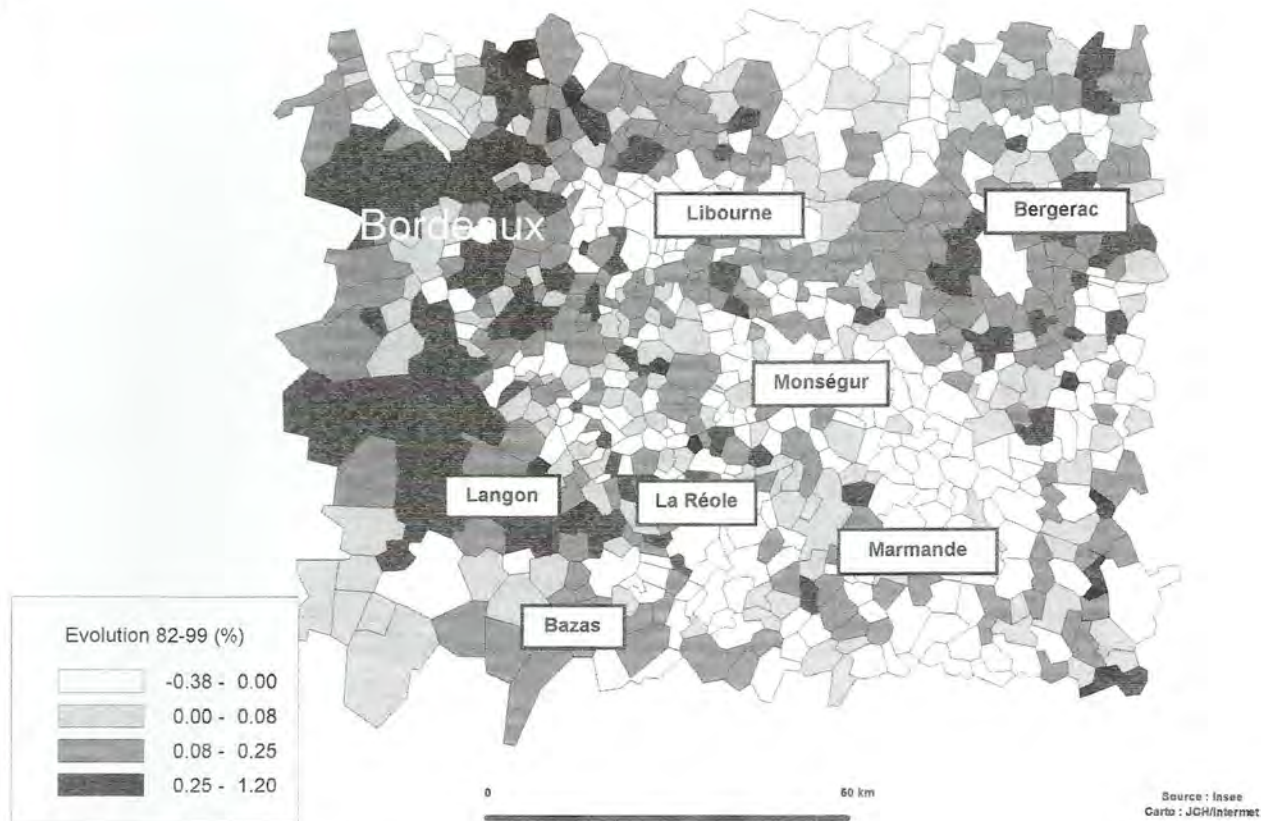 Bordeaux
Libourne
Bergerac
Monségur
Langon
La Réole
Marmande
Bazas
Evolution 82-99 (%)
-0.38 - 0.00
0.00 - 0.08
0.08 - 0.25
0.25 - 1.20
0
60 km
Source : Insee
Carto : JCH/Intermet